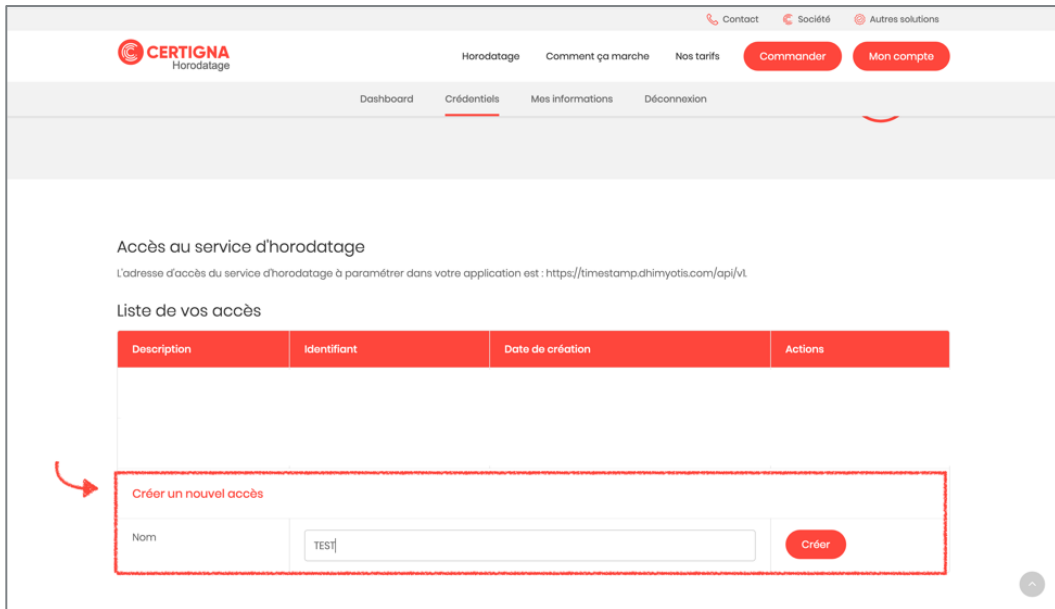 Contact Société Autres solutions
CERTIGNA
Horodatage
Horodatage Comment ça marche Nos tarifs Commander Mon compte
Dashboard Crédentiels Mes informations Déconnexion
Accès au service d'horodatage
L'adresse d'accès du service d'horodatage à paramétrer dans votre application est : https://timestamp.dhimyotis.com/api/v1.
Liste de vos accès
Description Identifiant Date de création Actions
Créer un nouvel accès
Nom TEST Créer